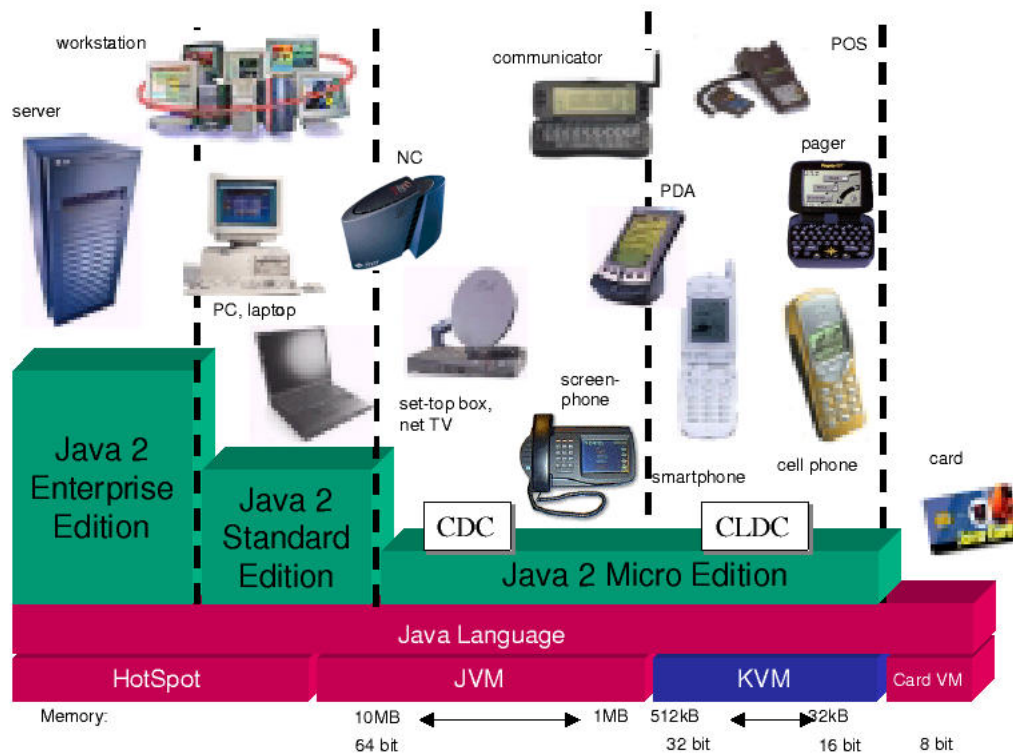 workstation
server
communicator
POS
NC
PDA
pager
PC, laptop
set-top box,
net TV
screen-
phone
smartphone
cell phone
card
Java 2
Enterprise
Edition
Java 2
Standard
Edition
CDC
CLDC
Java 2 Micro Edition
Java Language
HotSpot
JVM
KVM
Card VM
Memory:
10MB
1MB
512kB
32kB
64 bit
32 bit
16 bit
8 bit